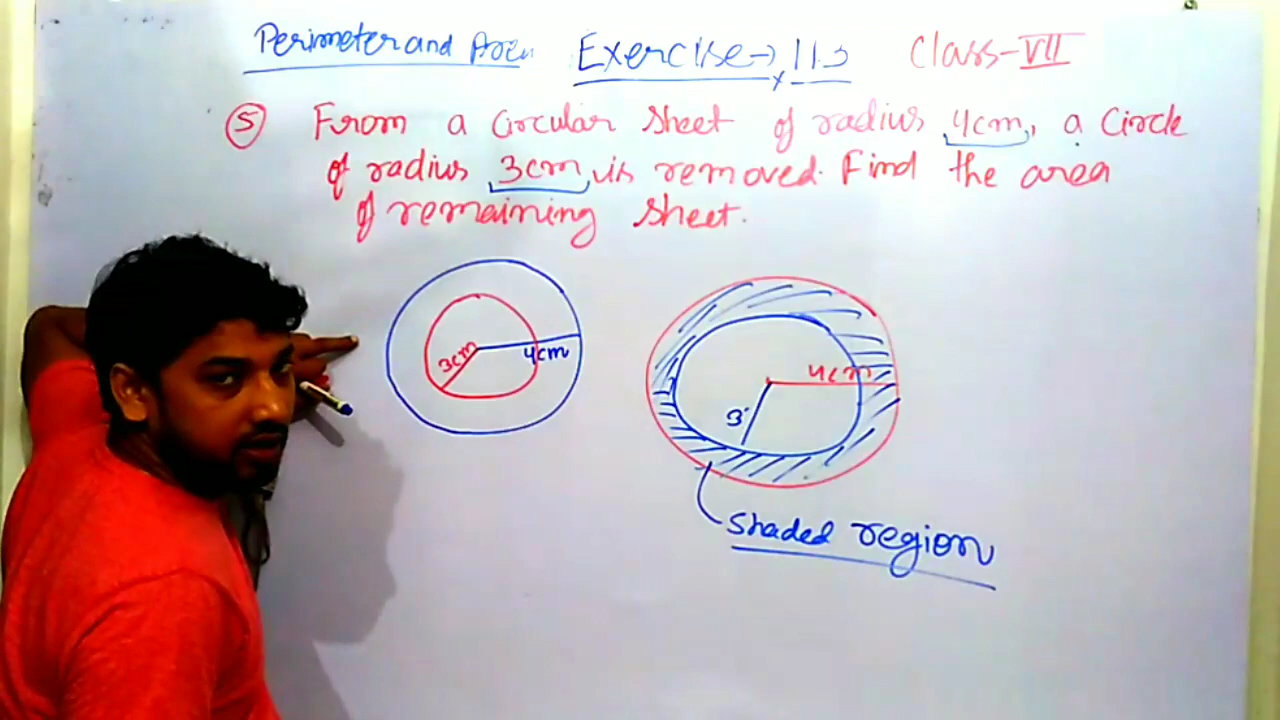 Perimeter and Area Exercise → 11.3 Class-VII
⑤ From a Circular Sheet of radius 4cm, a Circle
of radius 3cm, is removed. Find the area
of remaining Sheet.
3cm 4cm
4cm
3
Shaded region